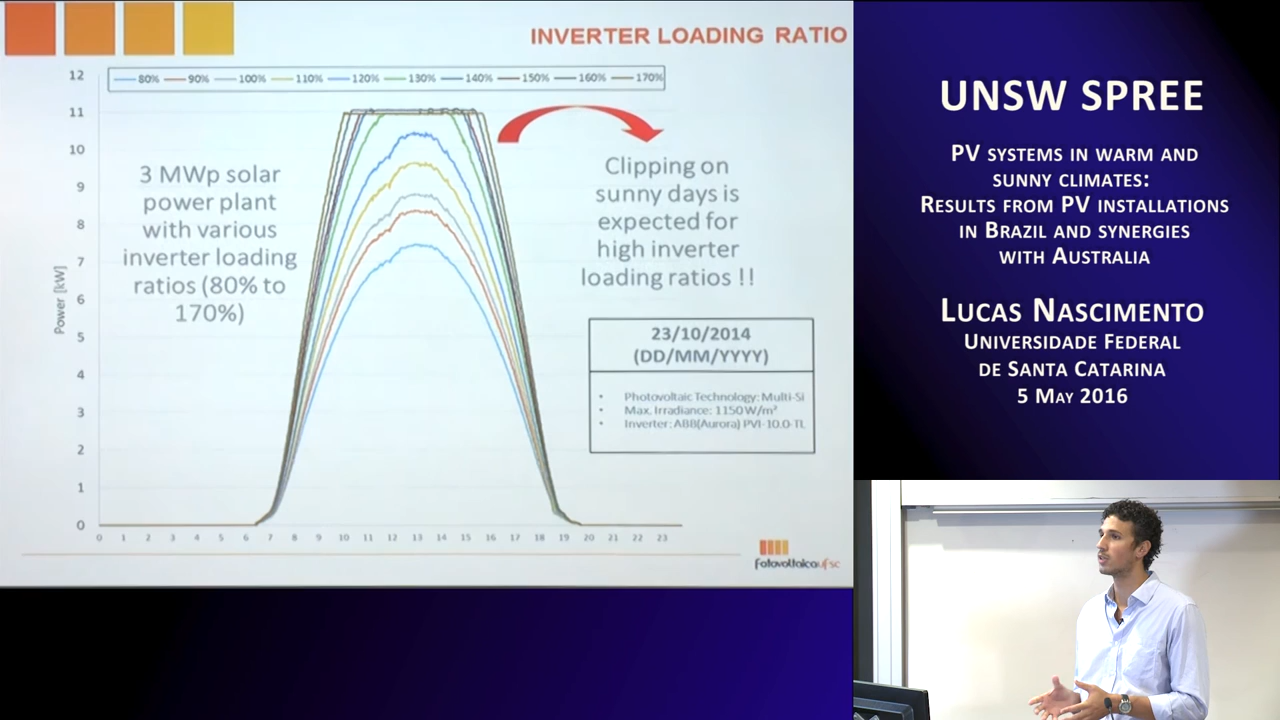 INVERTER LOADING RATIO
80% 90% 100% 110% 120% 130% 140% 150% 160% 170%
12
11
10
9
8
7
6
5
4
3
2
1
0
Power [kW]
0 1 2 3 4 5 6 7 8 9 10 11 12 13 14 15 16 17 18 19 20 21 22 23
3 MWp solar
power plant
with various
inverter loading
ratios (80% to
170%)
Clipping on
sunny days is
expected for
high inverter
loading ratios !!
23/10/2014
(DD/MM/YYYY)
• Photovoltaic Technology: Multi-Si
• Max. Irradiance: 1150 W/m²
• Inverter: ABB(Aurora) PVI-10.0-TL
fotovoltaicaufsc
UNSW SPREE
PV systems in warm and
sunny climates:
Results from PV installations
in Brazil and synergies
with Australia
Lucas Nascimento
Universidade Federal
de Santa Catarina
5 May 2016